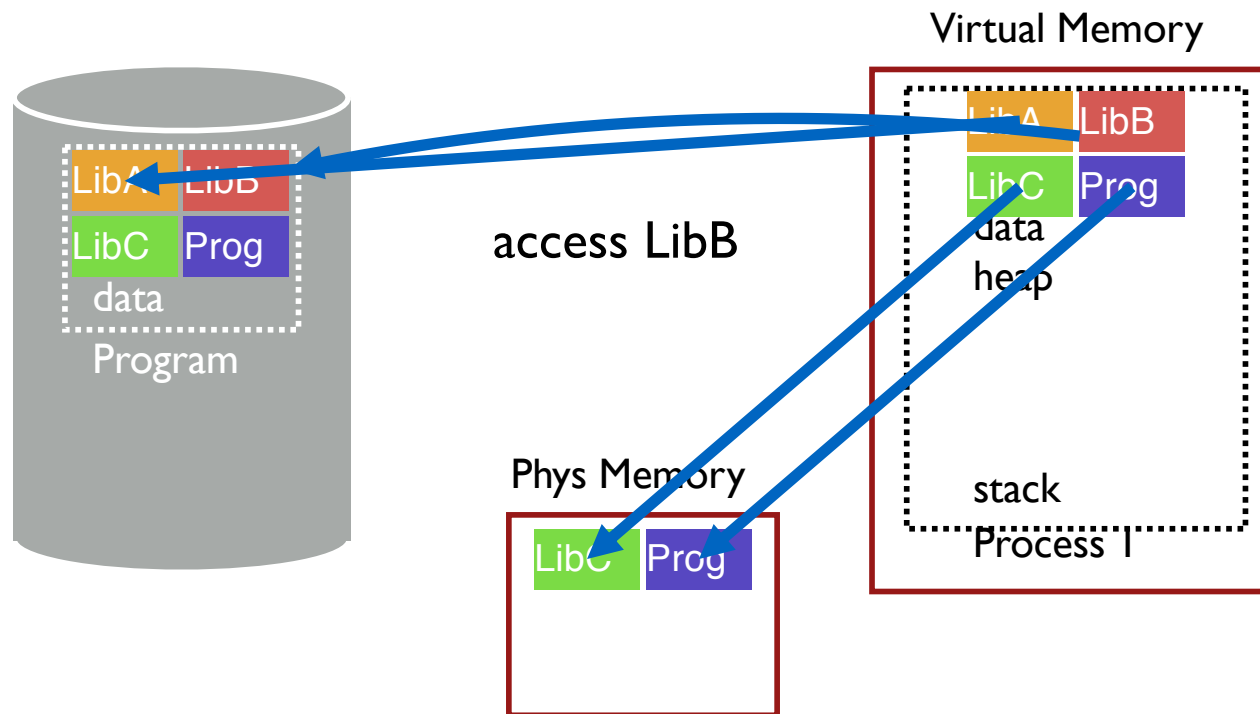 Virtual Memory
LibA LibB
LibC Prog
data
heap
stack
Process 1
LibA LibB
LibC Prog
data
Program
access LibB
Phys Memory
LibC Prog